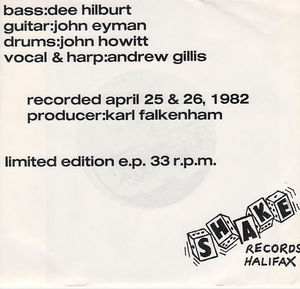 bass:dee hilburt
guitar:john eyman
drums:john howitt
vocal & harp:andrew gillis
recorded april 25 & 26, 1982
producer:karl falkenham
limited edition e.p. 33 r.p.m.
SHAKE
RECORDS
HALIFAX